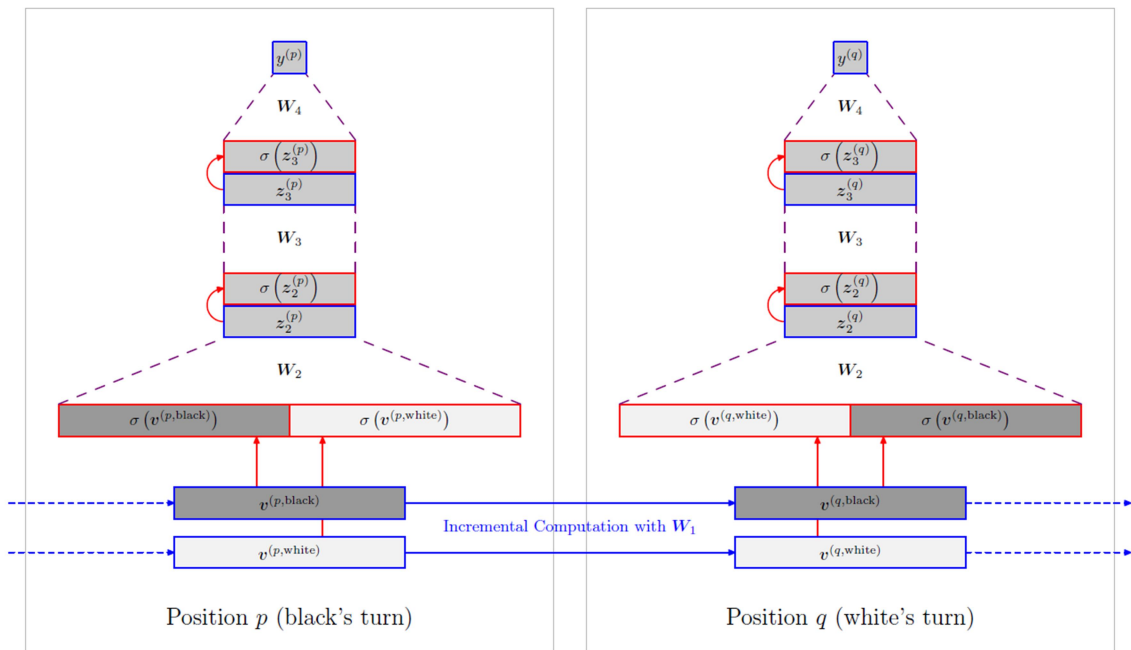 y^(p) y^(q)
W_4 W_4
σ(z_3^(p)) σ(z_3^(q))
z_3^(p) z_3^(q)
W_3 W_3
σ(z_2^(p)) σ(z_2^(q))
z_2^(p) z_2^(q)
W_2 W_2
σ(v^(p,black)) σ(v^(p,white)) σ(v^(q,white)) σ(v^(q,black))
v^(p,black) v^(q,black)
Incremental Computation with W_1
v^(p,white) v^(q,white)
Position p (black's turn) Position q (white's turn)